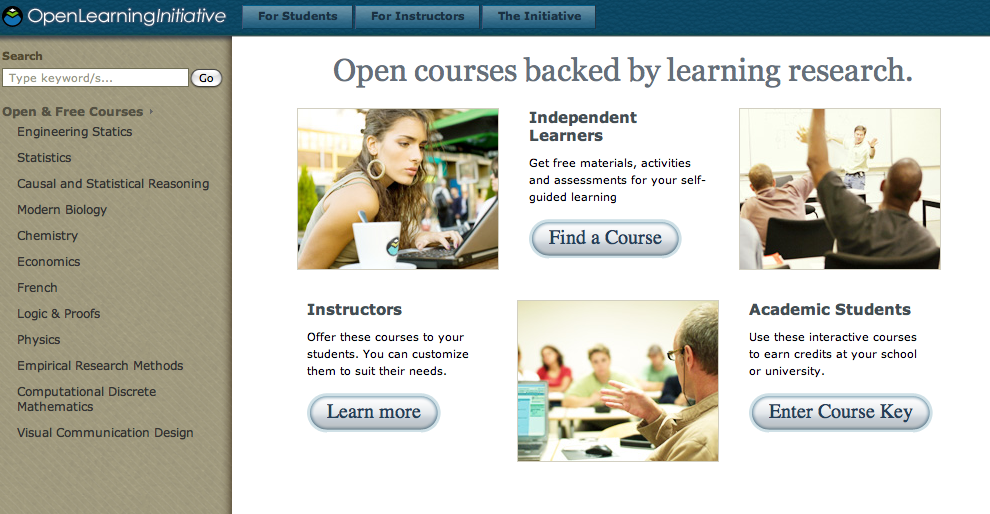 OpenLearningInitiative
For Students
For Instructors
The Initiative
Search
Type keyword/s...
Go
Open & Free Courses
Engineering Statics
Statistics
Causal and Statistical Reasoning
Modern Biology
Chemistry
Economics
French
Logic & Proofs
Physics
Empirical Research Methods
Computational Discrete
Mathematics
Visual Communication Design
Open courses backed by learning research.
Independent
Learners
Get free materials, activities
and assessments for your self-
guided learning
Find a Course
Instructors
Offer these courses to your
students. You can customize
them to suit their needs.
Learn more
Academic Students
Use these interactive courses
to earn credits at your school
or university.
Enter Course Key